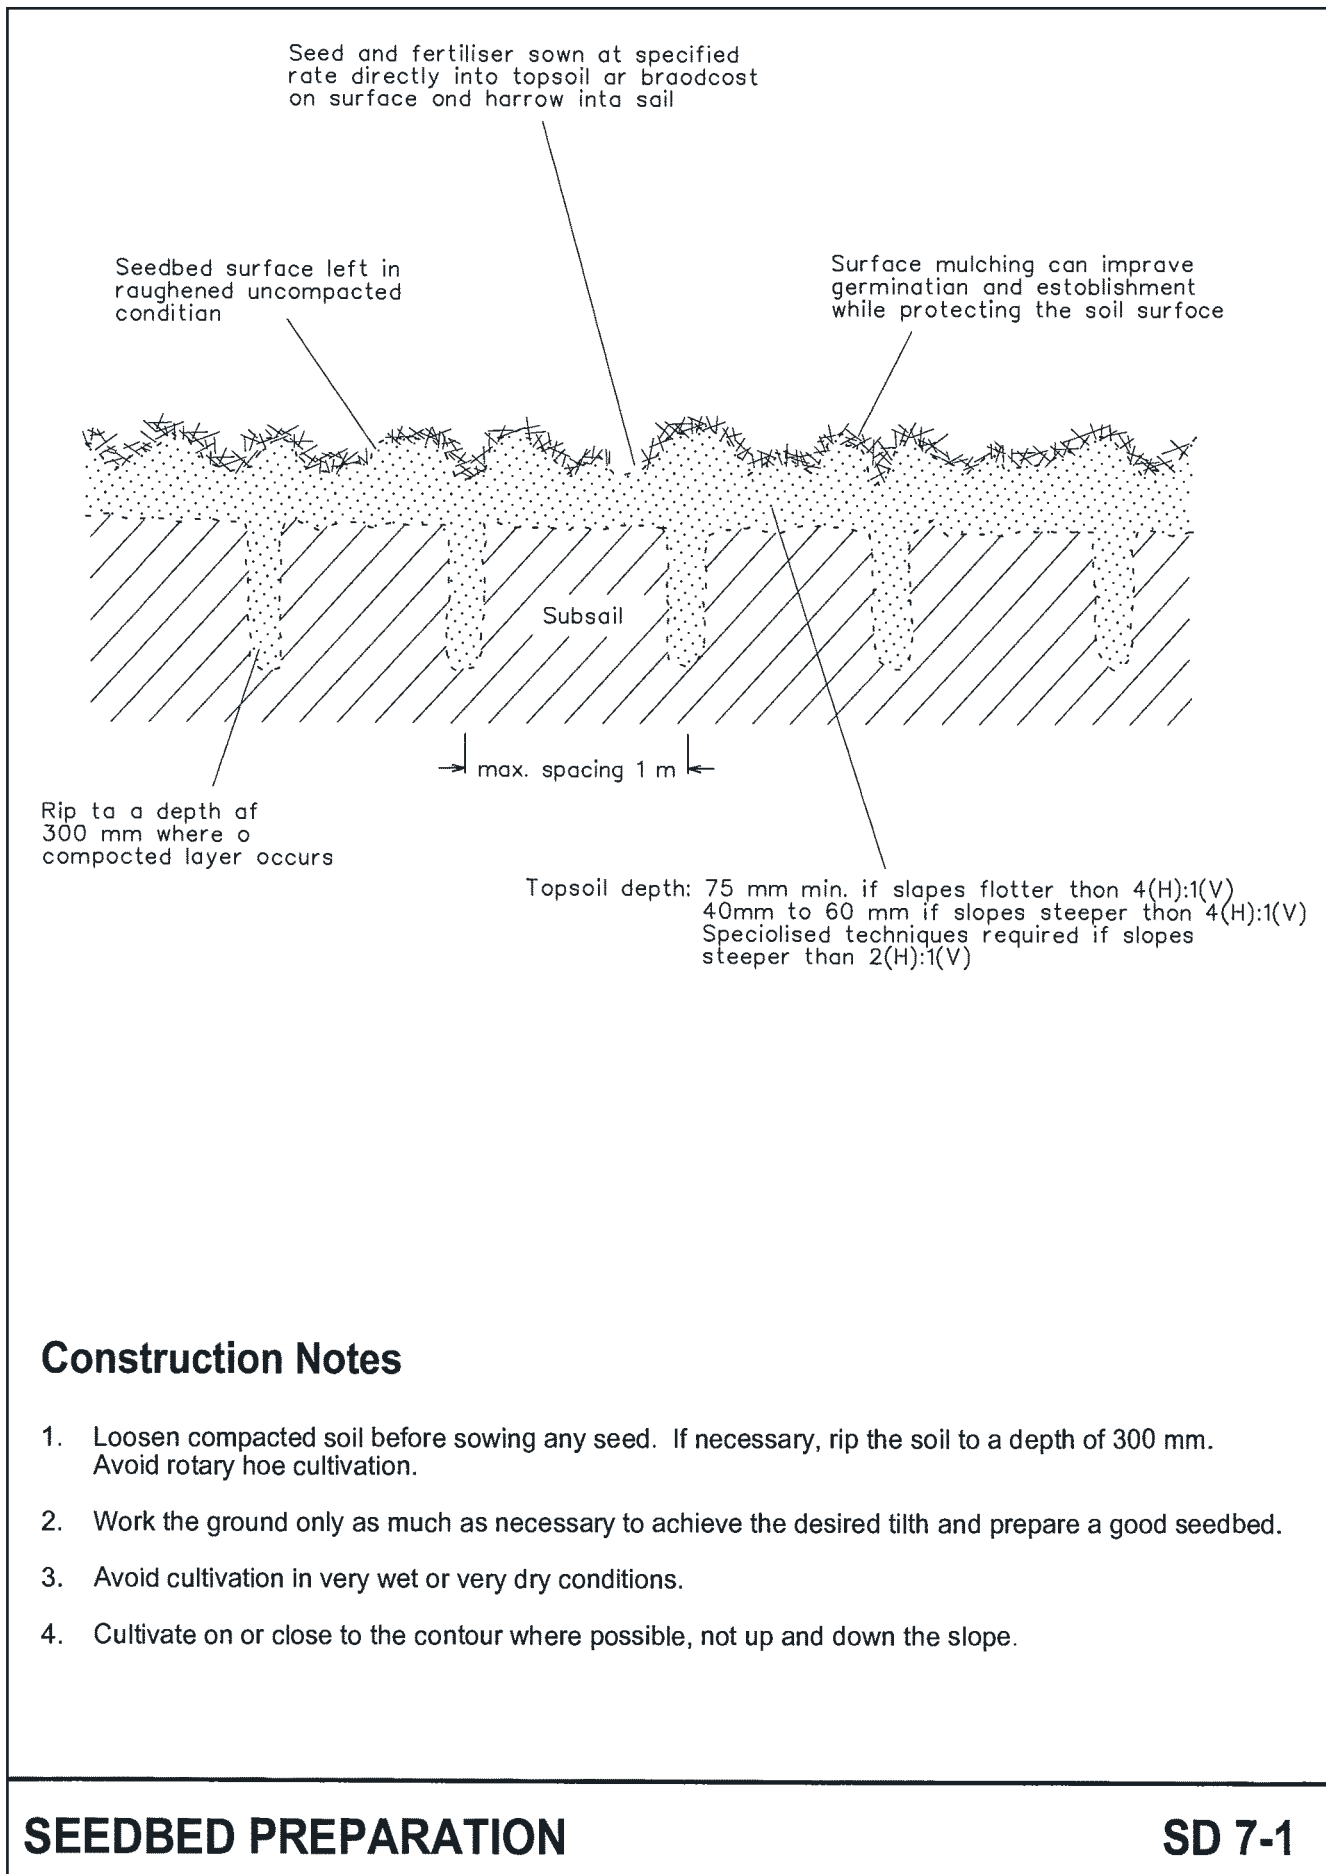 Seed and fertiliser sown at specified
rate directly into topsoil ar braodcost
on surface ond harrow inta sail
Seedbed surface left in
raughened uncompacted
conditian
Surface mulching can imprave
germination and estoblishment
while protecting the soil surfoce
Subsail
max. spacing 1 m
Rip ta a depth af
300 mm where o
compocted layer occurs
Topsoil depth: 75 mm min. if slapes flotter thon 4(H):1(V)
40mm to 60 mm if slopes steeper thon 4(H):1(V)
Speciolised techniques required if slopes
steeper than 2(H):1(V)
Construction Notes
1. Loosen compacted soil before sowing any seed. If necessary, rip the soil to a depth of 300 mm.
Avoid rotary hoe cultivation.
2. Work the ground only as much as necessary to achieve the desired tilth and prepare a good seedbed.
3. Avoid cultivation in very wet or very dry conditions.
4. Cultivate on or close to the contour where possible, not up and down the slope.
SEEDBED PREPARATION
SD 7-1